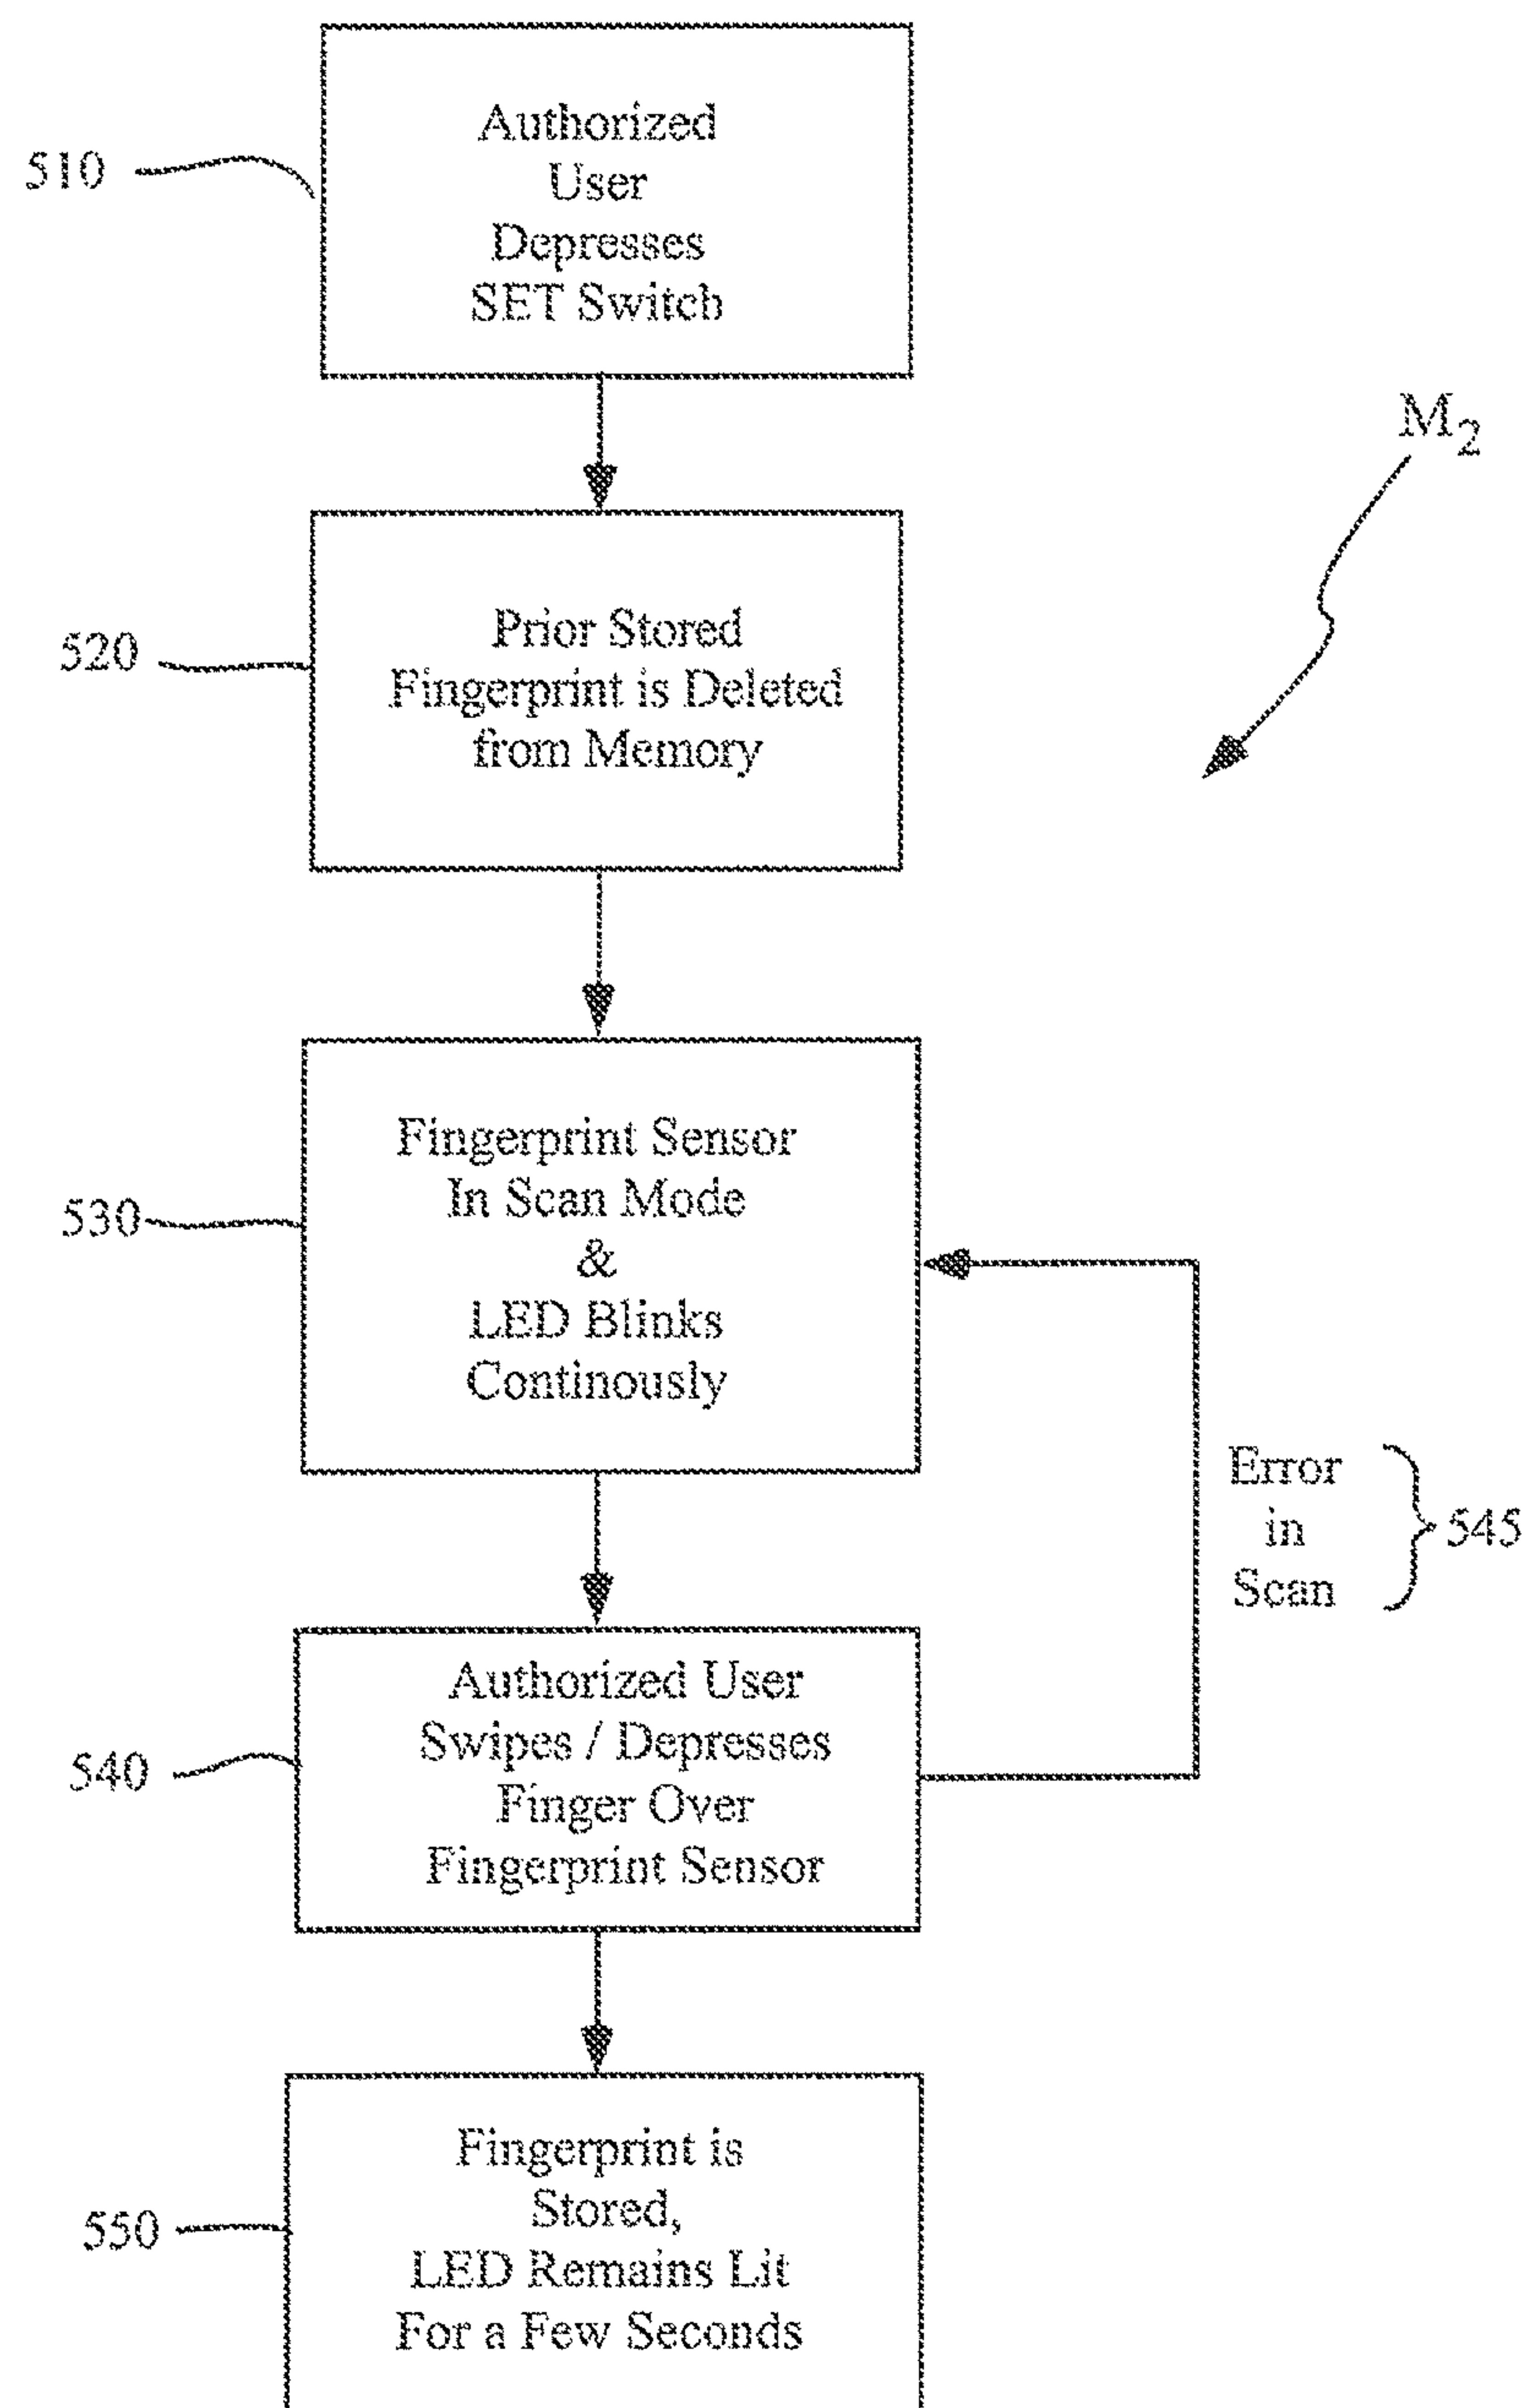 510
Authorized
User
Depresses
SET Switch
M2
520
Prior Stored
Fingerprint is Deleted
from Memory
530
Fingerprint Sensor
In Scan Mode
&
LED Blinks
Continously
Error
in
Scan
545
540
Authorized User
Swipes / Depresses
Finger Over
Fingerprint Sensor
550
Fingerprint is
Stored,
LED Remains Lit
For a Few Seconds